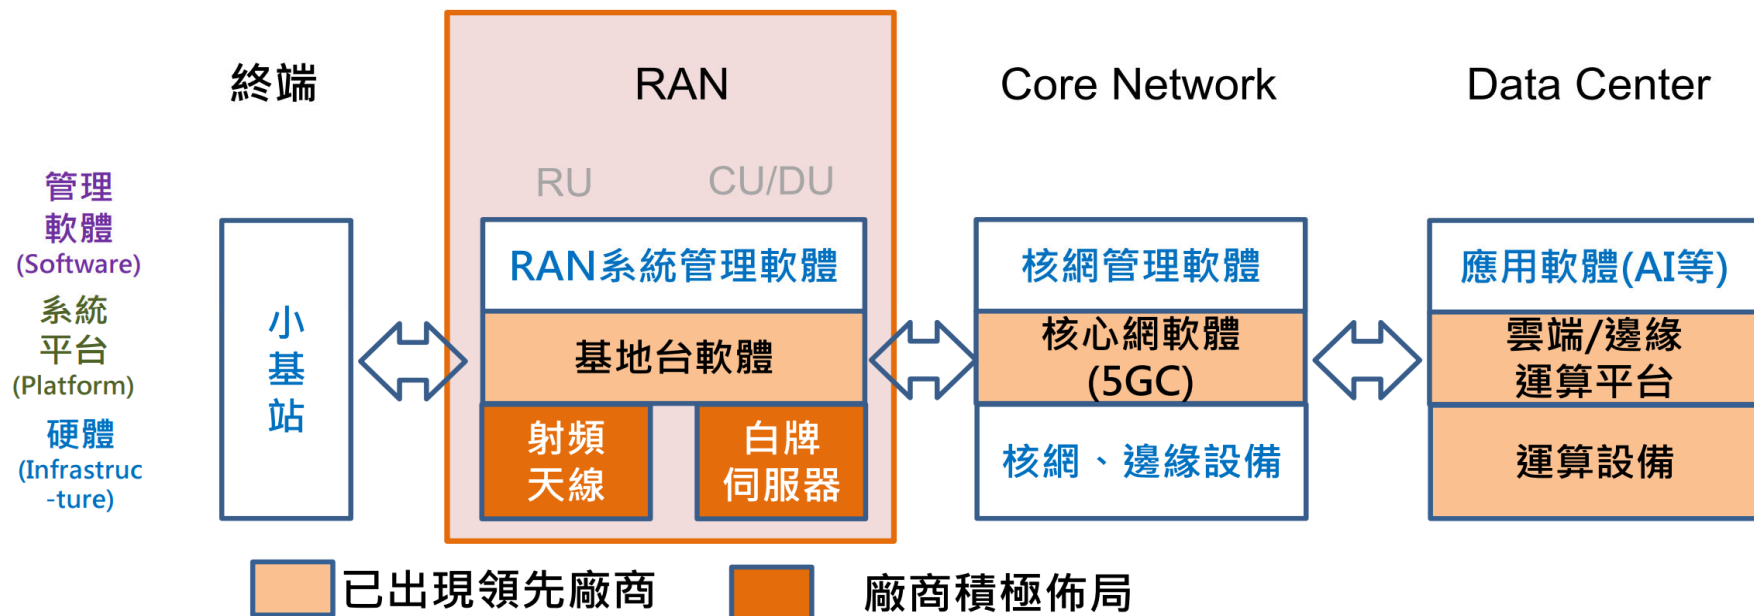 終端
RAN
Core Network
Data Center
RU
CU/DU
管理
軟體
(Software)
系統
平台
(Platform)
硬體
(Infrastruc
-ture)
小
基
站
RAN系統管理軟體
基地台軟體
射頻
天線
白牌
伺服器
核網管理軟體
核心網軟體
(5GC)
核網、邊緣設備
應用軟體(AI等)
雲端/邊緣
運算平台
運算設備
已出現領先廠商
廠商積極佈局